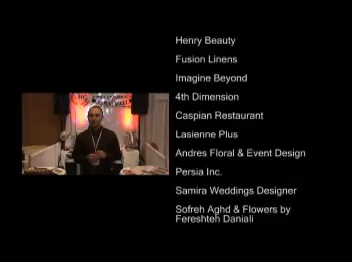 Henry Beauty
Fusion Linens
Imagine Beyond
4th Dimension
Caspian Restaurant
Lasienne Plus
Andres Floral & Event Design
Persia Inc.
Samira Weddings Designer
Sofreh Aghd & Flowers by
Fereshteh Daniali